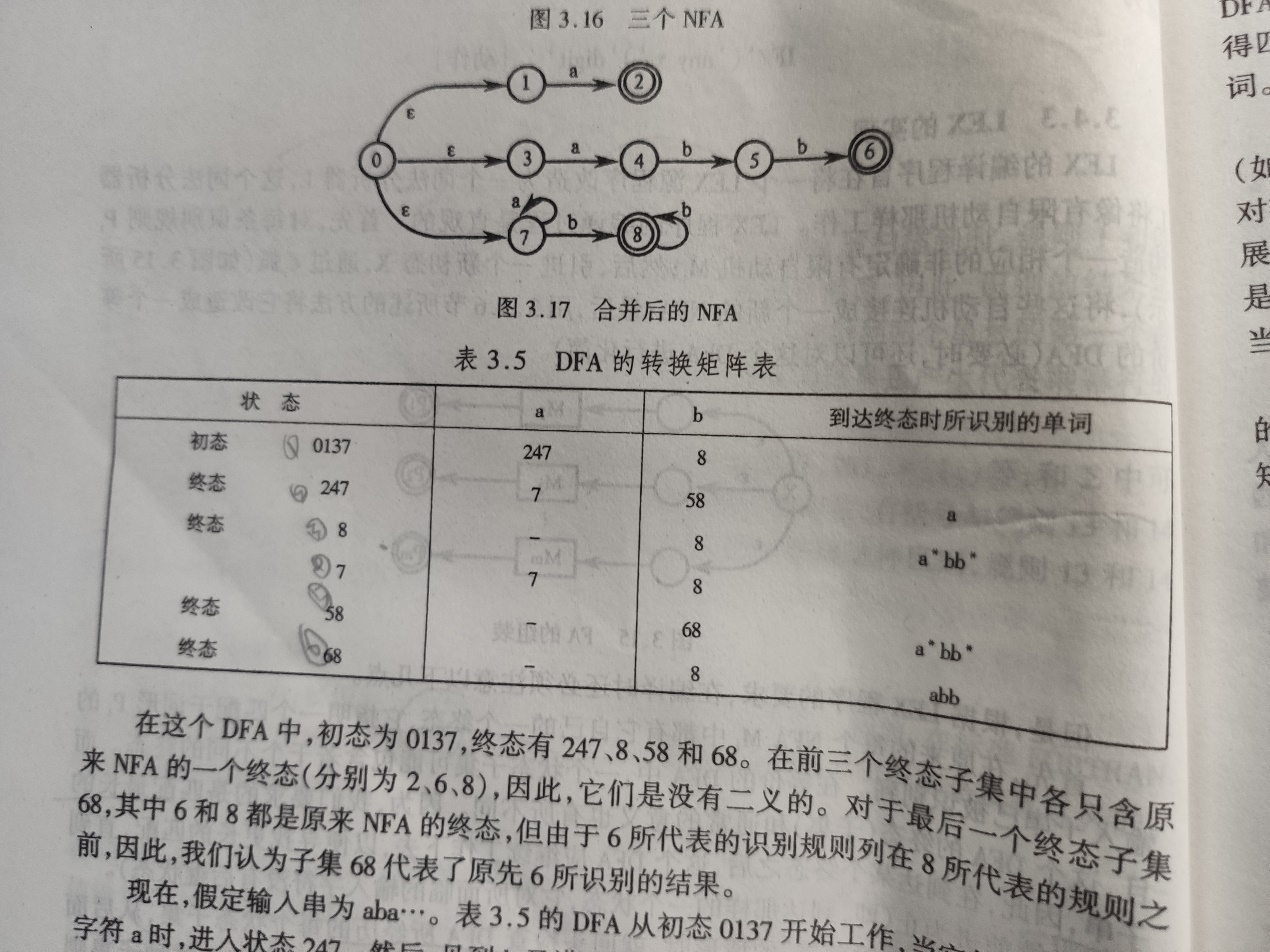 图 3.16 三个 NFA
1 a 2
ε
0 ε 3 a 4 b 5 b 6
ε a b
7 b 8
图 3.17 合并后的 NFA
表 3.5 DFA 的转换矩阵表
状 态 a b 到达终态时所识别的单词
初态 0137 247 8
终态 247 7 58 a
终态 8 – 8 a*bb*
7 7 8
终态 58 – 68 a*bb*
终态 68 – 8 abb
在这个 DFA 中,初态为 0137,终态有 247、8、58 和 68。在前三个终态子集中各只含原
来 NFA 的一个终态(分别为 2、6、8),因此,它们是没有二义的。对于最后一个终态子集
68,其中 6 和 8 都是原来 NFA 的终态,但由于 6 所代表的识别规则列在 8 所代表的规则之
前,因此,我们认为子集 68 代表了原先 6 所识别的结果。
现在,假定输入串为 aba…。表 3.5 的 DFA 从初态 0137 开始工作,当
字符 a 时,进入状态 247
DFA
得
词。
(如
对
展
是
当
的